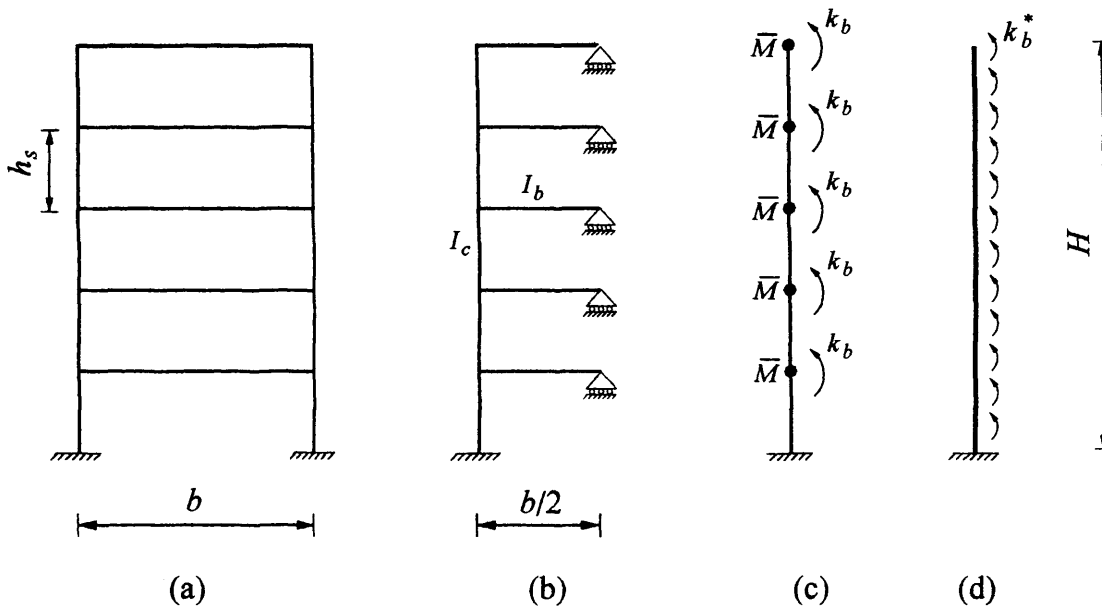 h_s
b
(a)
I_b
I_c
b/2
(b)
M̅ k_b
M̅ k_b
M̅ k_b
M̅ k_b
M̅ k_b
(c)
k_b^*
H
(d)